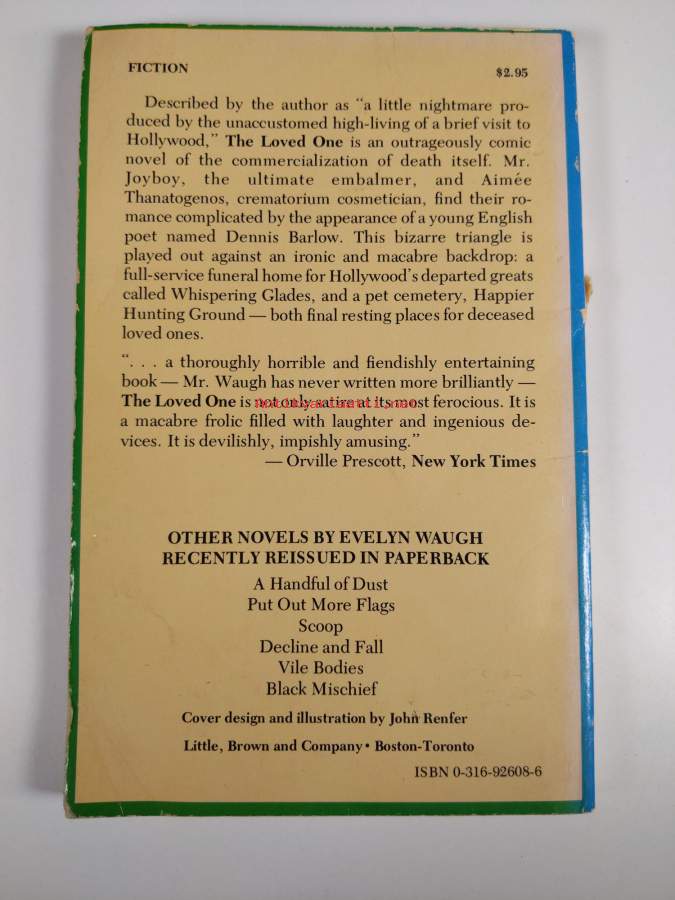 FICTION
$2.95
Described by the author as "a little nightmare pro-
duced by the unaccustomed high-living of a brief visit to
Hollywood," The Loved One is an outrageously comic
novel of the commercialization of death itself. Mr.
Joyboy, the ultimate embalmer, and Aimée
Thanatogenos, crematorium cosmetician, find their ro-
mance complicated by the appearance of a young English
poet named Dennis Barlow. This bizarre triangle is
played out against an ironic and macabre backdrop: a
full-service funeral home for Hollywood's departed greats
called Whispering Glades, and a pet cemetery, Happier
Hunting Ground — both final resting places for deceased
loved ones.
". . . a thoroughly horrible and fiendishly entertaining
book — Mr. Waugh has never written more brilliantly —
The Loved One is not only satire at its most ferocious. It is
a macabre frolic filled with laughter and ingenious de-
vices. It is devilishly, impishly amusing."
— Orville Prescott, New York Times
OTHER NOVELS BY EVELYN WAUGH
RECENTLY REISSUED IN PAPERBACK
A Handful of Dust
Put Out More Flags
Scoop
Decline and Fall
Vile Bodies
Black Mischief
Cover design and illustration by John Renfer
Little, Brown and Company • Boston-Toronto
ISBN 0-316-92608-6